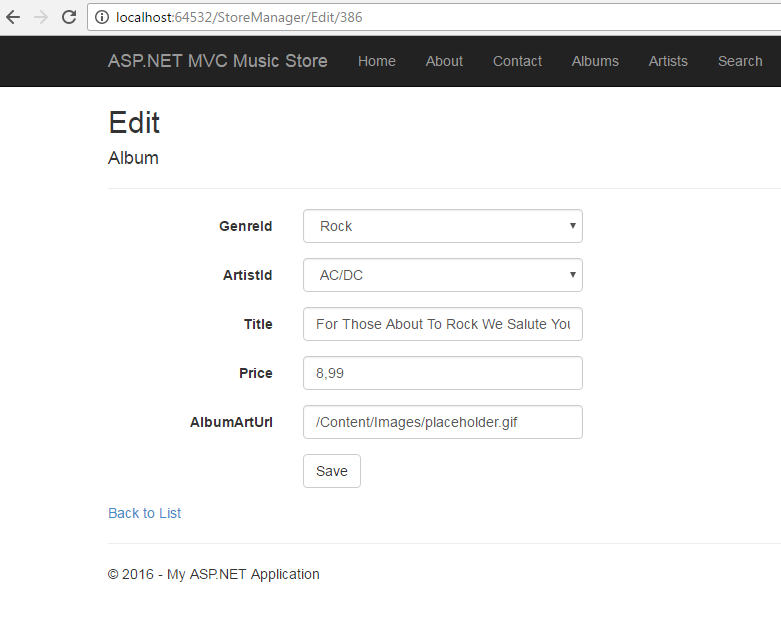 localhost:64532/StoreManager/Edit/386
ASP.NET MVC Music Store Home About Contact Albums Artists Search
Edit
Album
GenreId Rock
ArtistId AC/DC
Title For Those About To Rock We Salute You
Price 8,99
AlbumArtUrl /Content/Images/placeholder.gif
Save
Back to List
© 2016 - My ASP.NET Application